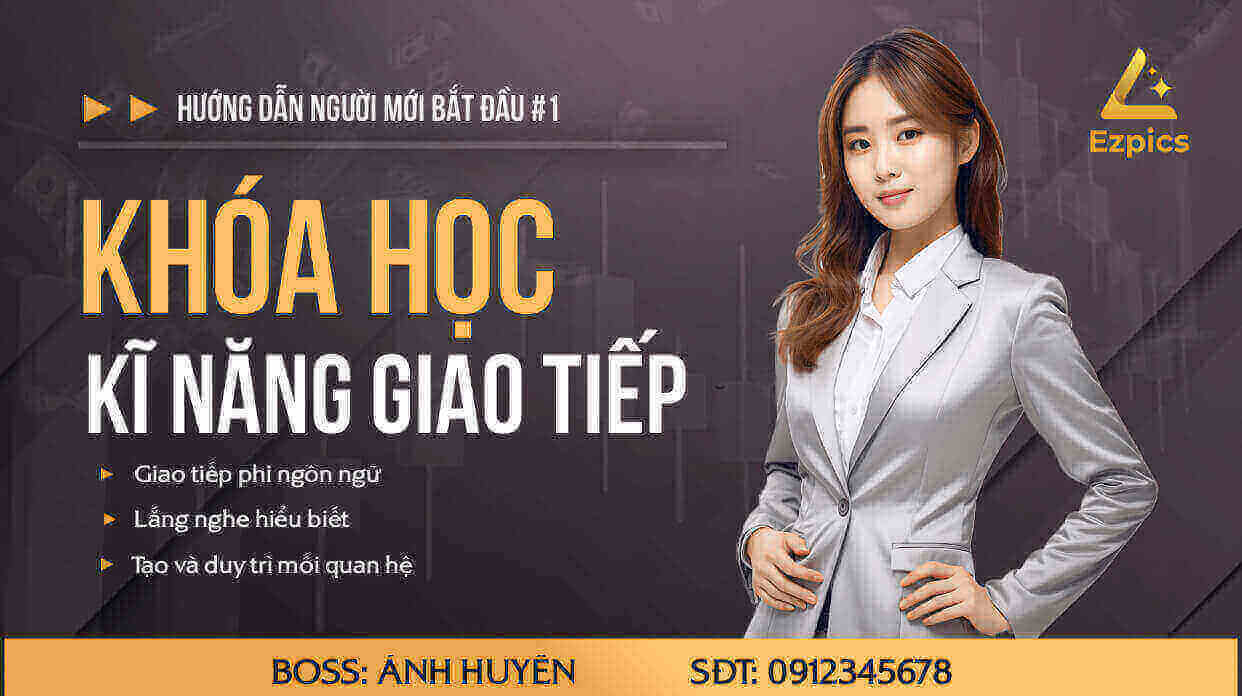 HƯỚNG DẪN NGƯỜI MỚI BẮT ĐẦU #1
Ezpics
KHÓA HỌC
KĨ NĂNG GIAO TIẾP
Giao tiếp phi ngôn ngữ
Lắng nghe hiểu biết
Tạo và duy trì mối quan hệ
BOSS: ÁNH HUYÊN SĐT: 0912345678